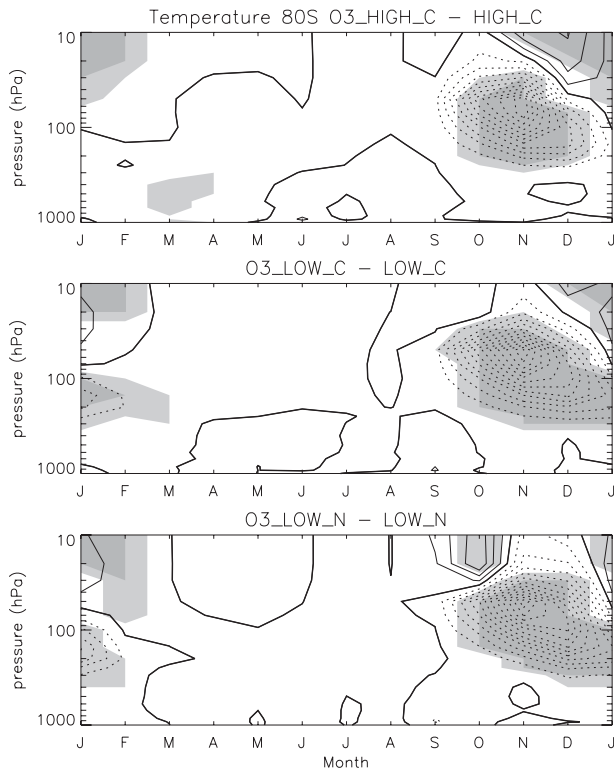 Temperature 80S O3_HIGH_C − HIGH_C
pressure (hPa)
10
100
1000
J F M A M J J A S O N D J
O3_LOW_C − LOW_C
pressure (hPa)
10
100
1000
J F M A M J J A S O N D J
O3_LOW_N − LOW_N
pressure (hPa)
10
100
1000
J F M A M J J A S O N D J
Month